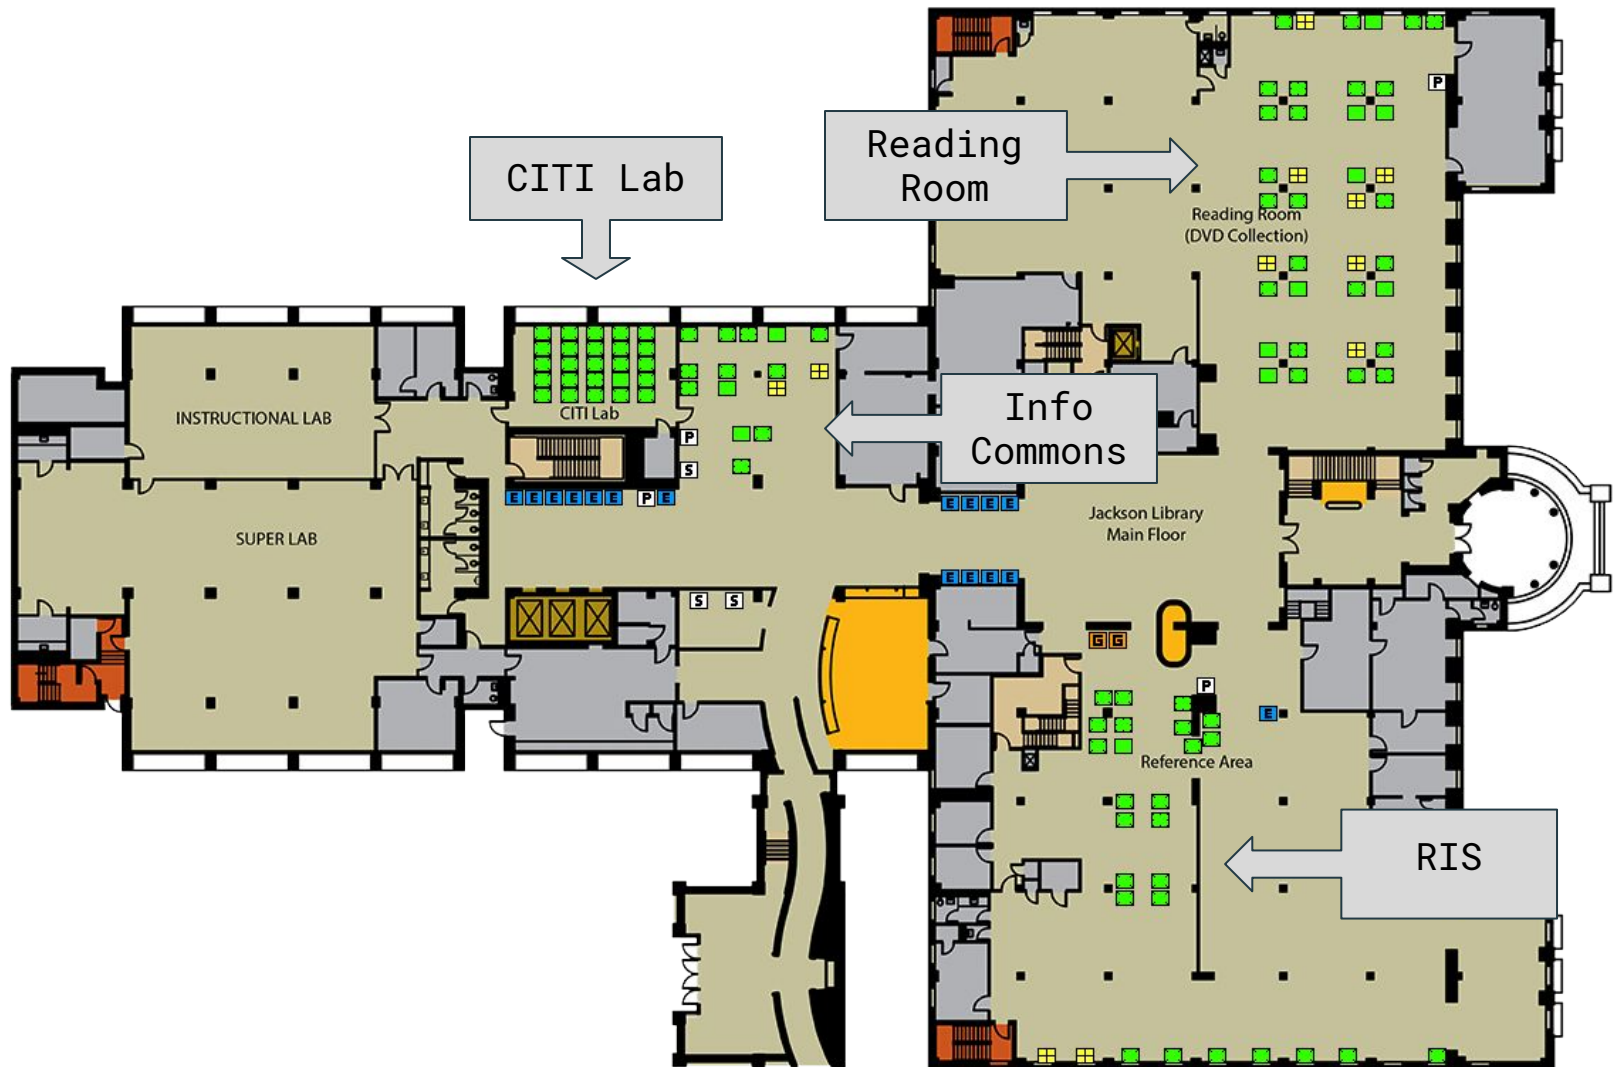 P
Reading
Room
CITI Lab
Reading Room
(DVD Collection)
INSTRUCTIONAL LAB
CITI Lab
Info
Commons
P
S
E E E E E E P E
E E E E
Jackson Library
Main Floor
SUPER LAB
E E E E
S S
G G
P
E
Reference Area
RIS